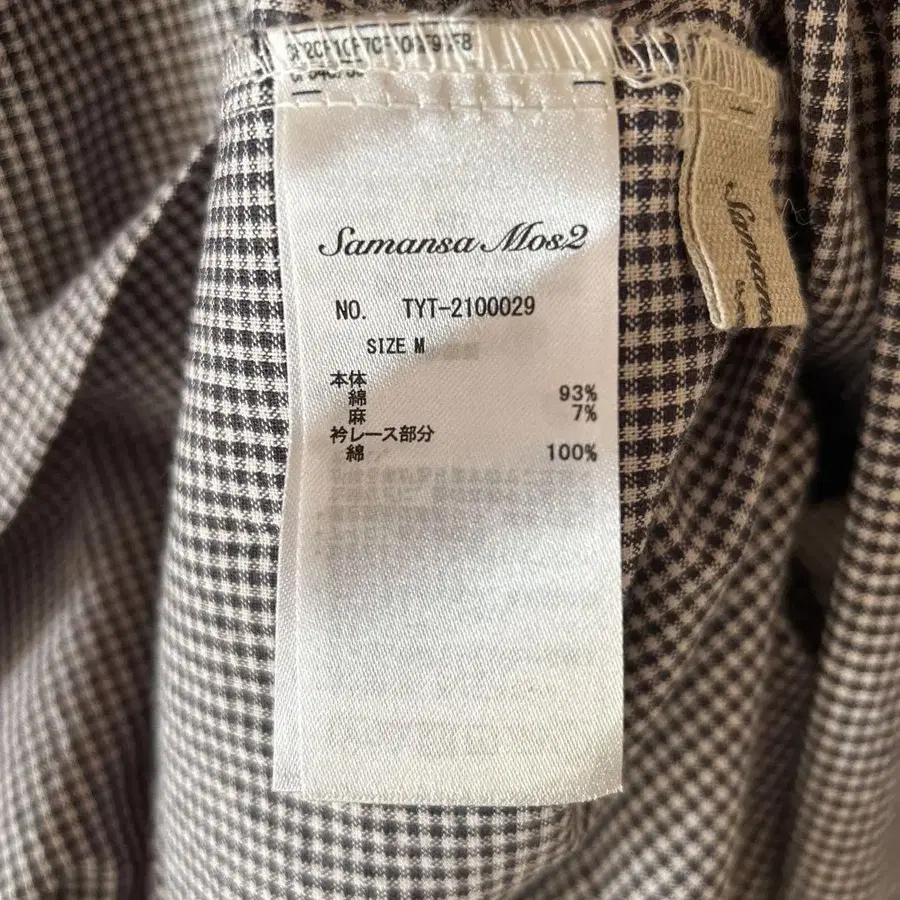 Samansa Mos2
NO. TYT-2100029
SIZE M
本体
綿 93%
麻 7%
衿レース部分
綿 100%
Saman